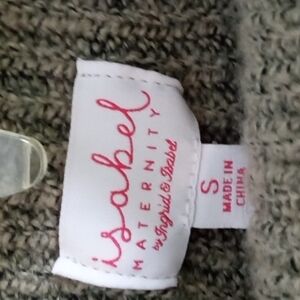 isabel
MATERNITY
by Ingrid & Isabel
S
MADE IN
CHINA